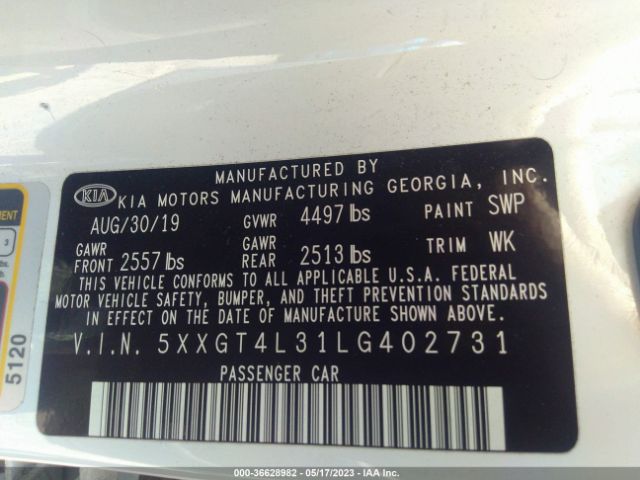 MANUFACTURED BY
KIA KIA MOTORS MANUFACTURING GEORGIA, INC.
AUG/30/19 GVWR 4497 lbs PAINT SWP
GAWR FRONT 2557 lbs GAWR REAR 2513 lbs TRIM WK
THIS VEHICLE CONFORMS TO ALL APPLICABLE U.S.A. FEDERAL
MOTOR VEHICLE SAFETY, BUMPER, AND THEFT PREVENTION STANDARDS
IN EFFECT ON THE DATE OF MANUFACTURE SHOWN ABOVE.
V.I.N. 5XXGT4L31LG402731
PASSENGER CAR
3
5120
000-36628982 — 05/17/2023 — IAA Inc.